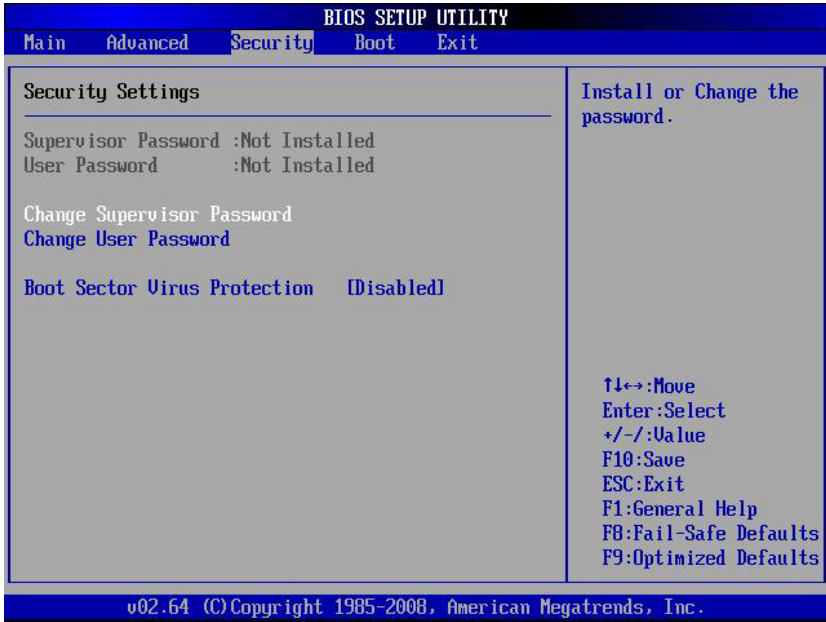 BIOS SETUP UTILITY
Main Advanced Security Boot Exit
Security Settings
Supervisor Password :Not Installed
User Password :Not Installed
Change Supervisor Password
Change User Password
Boot Sector Virus Protection [Disabled]
Install or Change the
password.
↑↓←→:Move
Enter:Select
+/-/:Value
F10:Save
ESC:Exit
F1:General Help
F8:Fail-Safe Defaults
F9:Optimized Defaults
v02.64 (C)Copyright 1985-2008, American Megatrends, Inc.